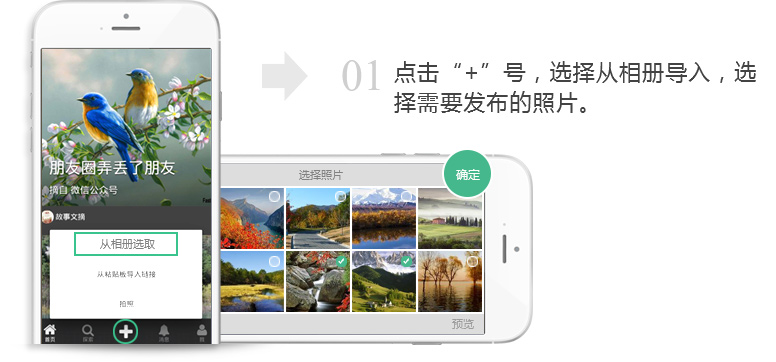 01
点击“+”号，选择从相册导入，选
择需要发布的照片。
朋友圈弄丢了朋友
摘自 微信公众号
故事文摘
从相册选取
从粘贴板导入链接
拍照
首页
探索
消息
我
选择照片
确定
预览